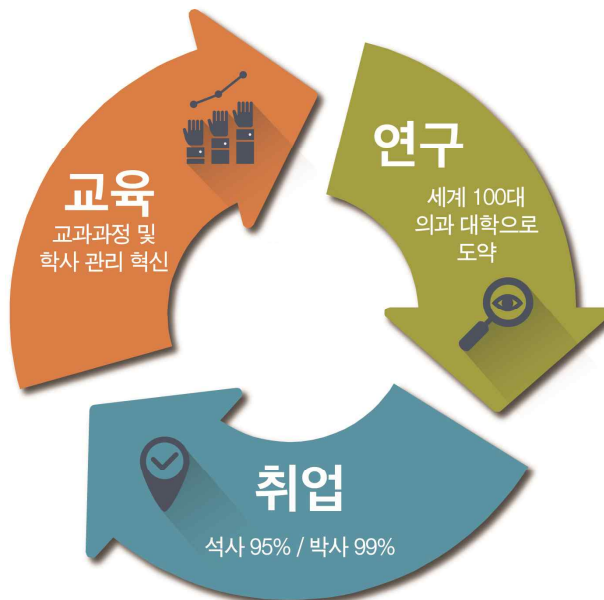 교육
교과과정 및
학사 관리 혁신
연구
세계 100대
의과 대학으로
도약
취업
석사 95% / 박사 99%